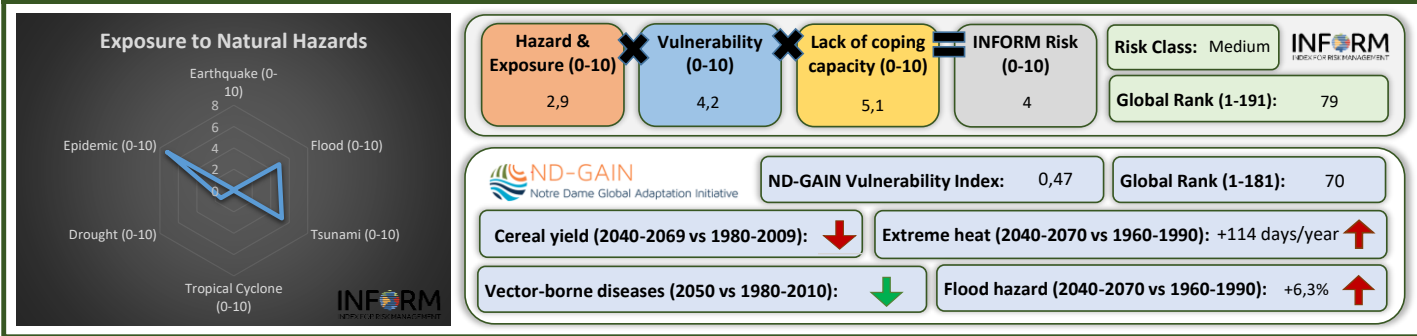 Exposure to Natural Hazards
Earthquake (0-
10)
8
6
4
2
0
Epidemic (0-10)
Flood (0-10)
Drought (0-10)
Tsunami (0-10)
Tropical Cyclone
(0-10)
INFORM
INDEX FOR RISK MANAGEMENT
Hazard &
Exposure (0-10)
2,9
Vulnerability
(0-10)
4,2
Lack of coping
capacity (0-10)
5,1
INFORM Risk
(0-10)
4
Risk Class: Medium
INFORM
INDEX FOR RISK MANAGEMENT
Global Rank (1-191): 79
ND-GAIN
Notre Dame Global Adaptation Initiative
ND-GAIN Vulnerability Index: 0,47
Global Rank (1-181): 70
Cereal yield (2040-2069 vs 1980-2009):
Extreme heat (2040-2070 vs 1960-1990): +114 days/year
Vector-borne diseases (2050 vs 1980-2010):
Flood hazard (2040-2070 vs 1960-1990): +6,3%